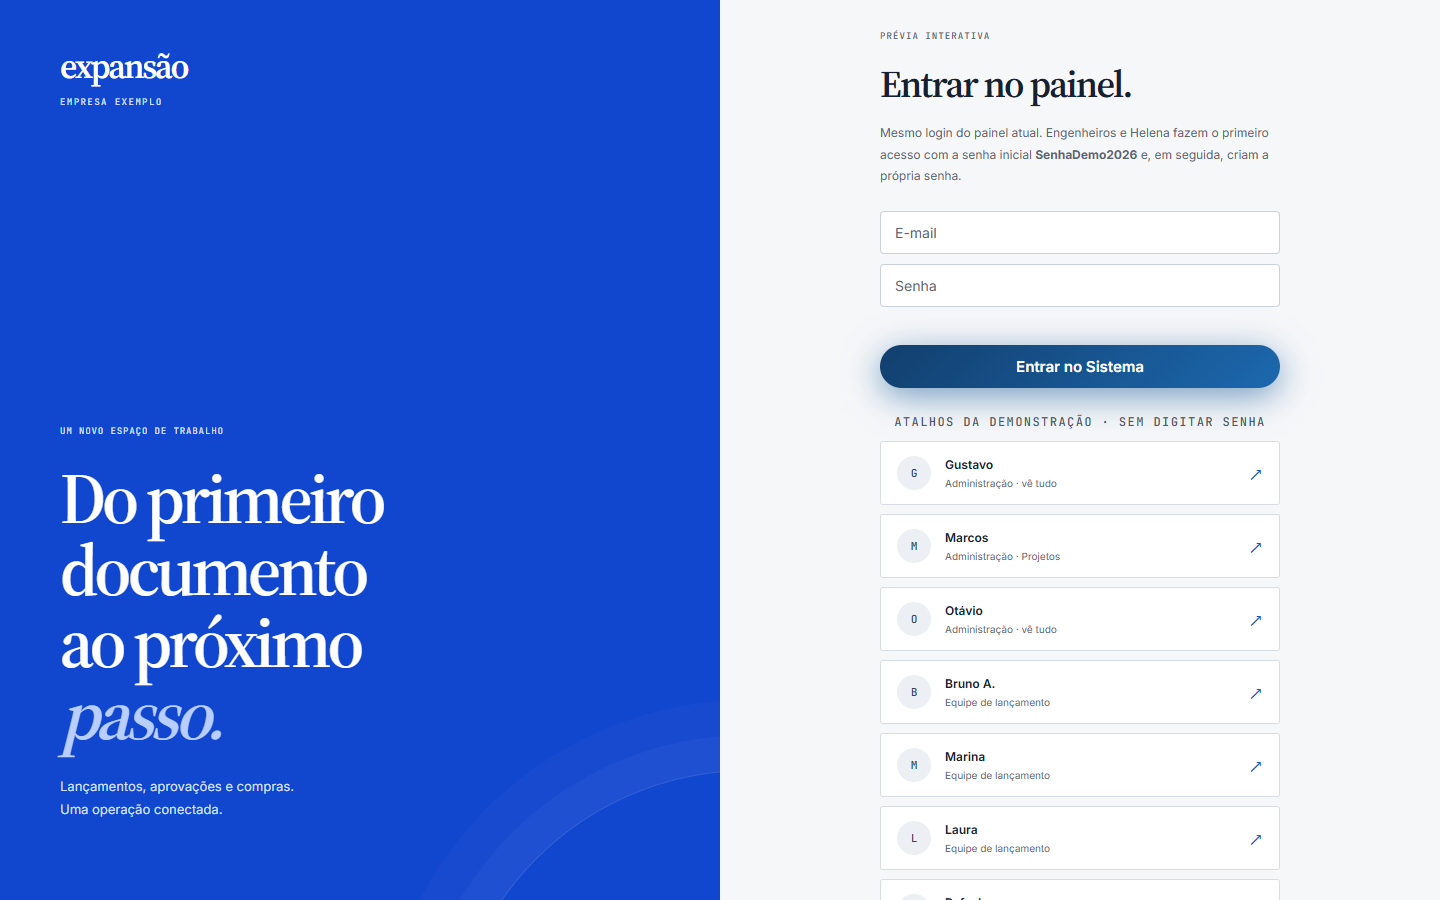 expansão
EMPRESA EXEMPLO
UM NOVO ESPAÇO DE TRABALHO
Do primeiro
documento
ao próximo
passo.
Lançamentos, aprovações e compras.
Uma operação conectada.
PRÉVIA INTERATIVA
Entrar no painel.
Mesmo login do painel atual. Engenheiros e Helena fazem o primeiro
acesso com a senha inicial SenhaDemo2026 e, em seguida, criam a
própria senha.
E-mail
Senha
Entrar no Sistema
ATALHOS DA DEMONSTRAÇÃO · SEM DIGITAR SENHA
G
Gustavo
Administração · vê tudo
↗
M
Marcos
Administração · Projetos
↗
O
Otávio
Administração · vê tudo
↗
B
Bruno A.
Equipe de lançamento
↗
M
Marina
Equipe de lançamento
↗
L
Laura
Equipe de lançamento
↗